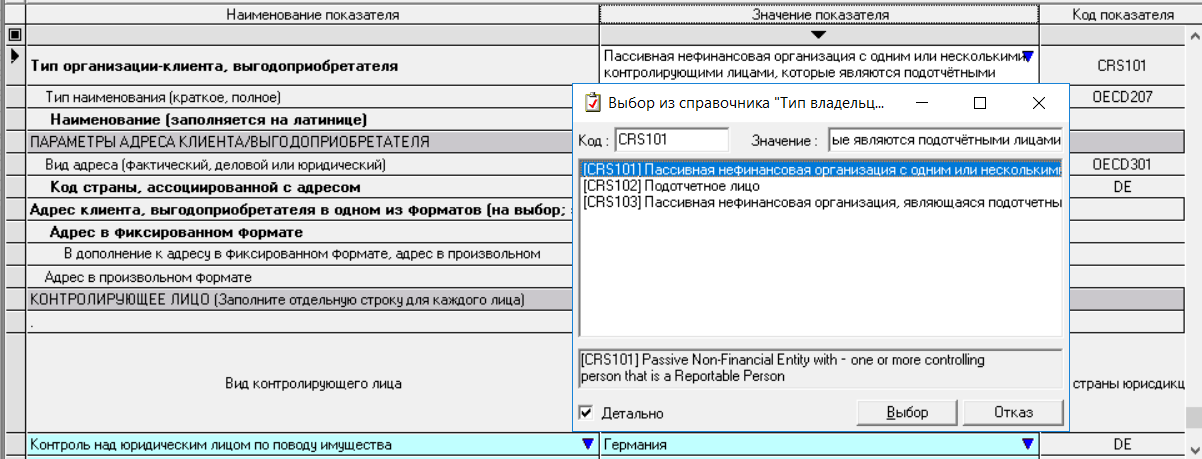 Наименование показателя
Значение показателя
Код показателя
Тип организации-клиента, выгодоприобретателя
Пассивная нефинансовая организация с одним или несколькими
контролирующими лицами, которые являются подотчётными
CRS101
Тип наименования (краткое, полное)
OECD207
Наименование (заполняется на латинице)
ПАРАМЕТРЫ АДРЕСА КЛИЕНТА/ВЫГОДОПРИОБРЕТАТЕЛЯ
Вид адреса (фактический, деловой или юридический)
OECD301
Код страны, ассоциированной с адресом
DE
Адрес клиента, выгодоприобретателя в одном из форматов (на выбор;
Адрес в фиксированном формате
В дополнение к адресу в фиксированном формате, адрес в произвольном
Адрес в произвольном формате
КОНТРОЛИРУЮЩЕЕ ЛИЦО (Заполните отдельную строку для каждого лица)
.
Вид контролирующего лица
страны юрисдикц
Контроль над юридическим лицом по поводу имущества
Германия
DE
Выбор из справочника "Тип владельц...
Код :
CRS101
Значение :
ые являются подотчётными лицами
[CRS101] Пассивная нефинансовая организация с одним или несколькими
[CRS102] Подотчетное лицо
[CRS103] Пассивная нефинансовая организация, являющаяся подотчетны
[CRS101] Passive Non-Financial Entity with - one or more controlling
person that is a Reportable Person
Детально
Выбор
Отказ